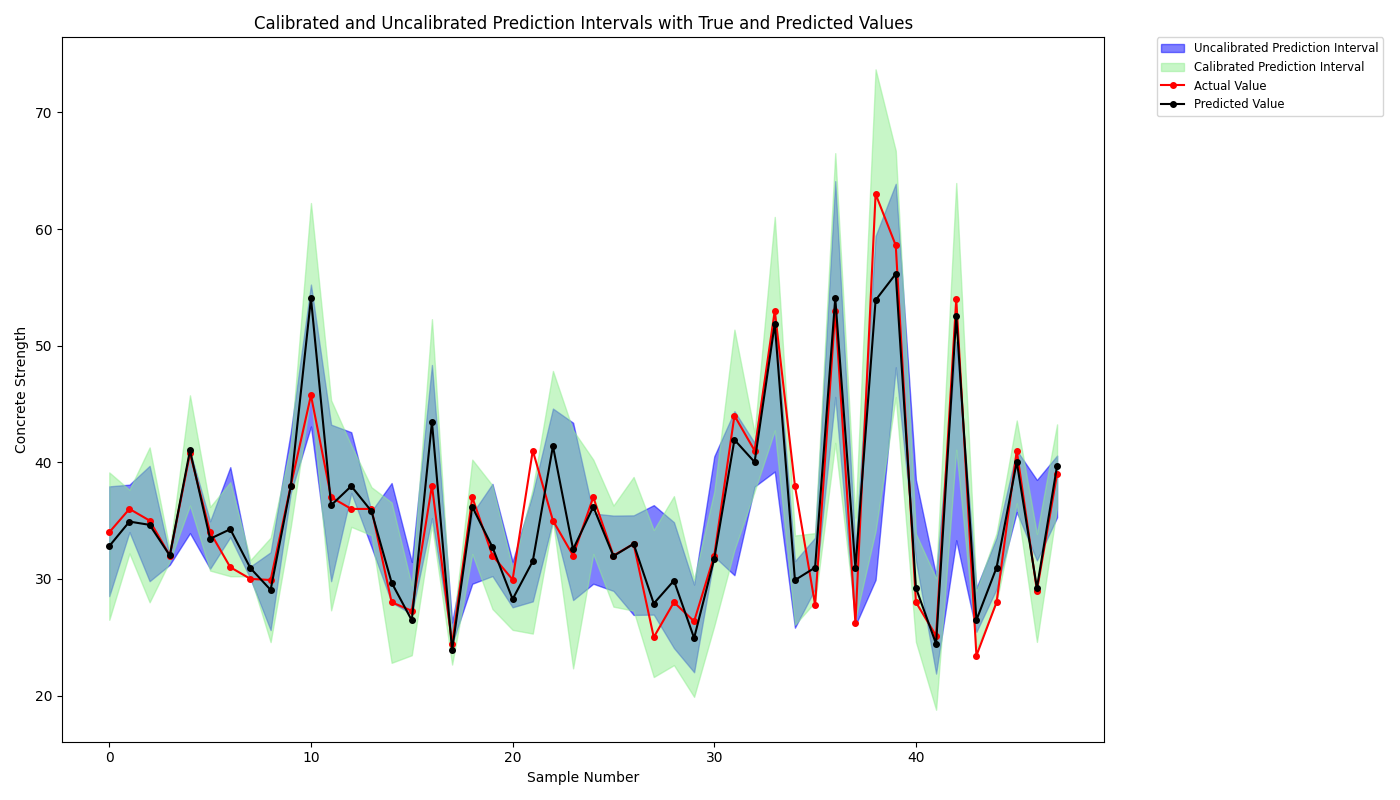 Calibrated and Uncalibrated Prediction Intervals with True and Predicted Values
Uncalibrated Prediction Interval
Calibrated Prediction Interval
Actual Value
Predicted Value
Concrete Strength
70
60
50
40
30
20
0 10 20 30 40
Sample Number